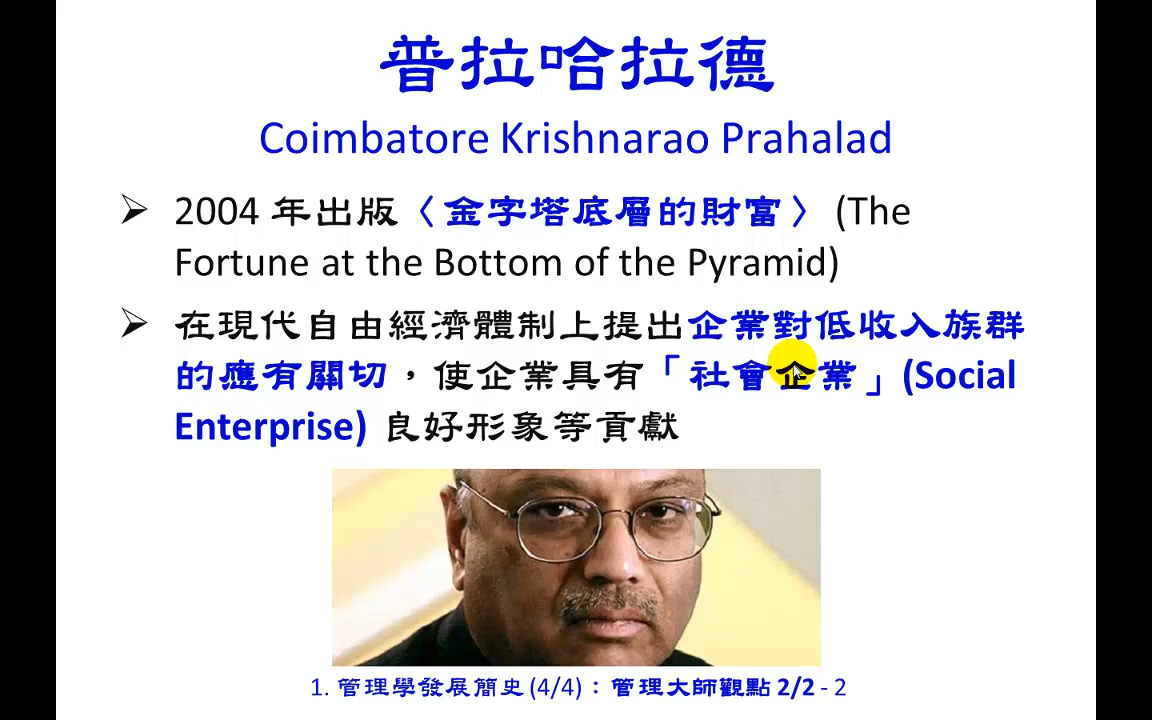 普拉哈拉德
Coimbatore Krishnarao Prahalad
➢ 2004 年出版〈金字塔底層的財富〉(The
Fortune at the Bottom of the Pyramid)
➢ 在現代自由經濟體制上提出企業對低收入族群
的應有關切，使企業具有「社會企業」(Social
Enterprise) 良好形象等貢獻
1. 管理學發展簡史 (4/4)：管理大師觀點 2/2 - 2